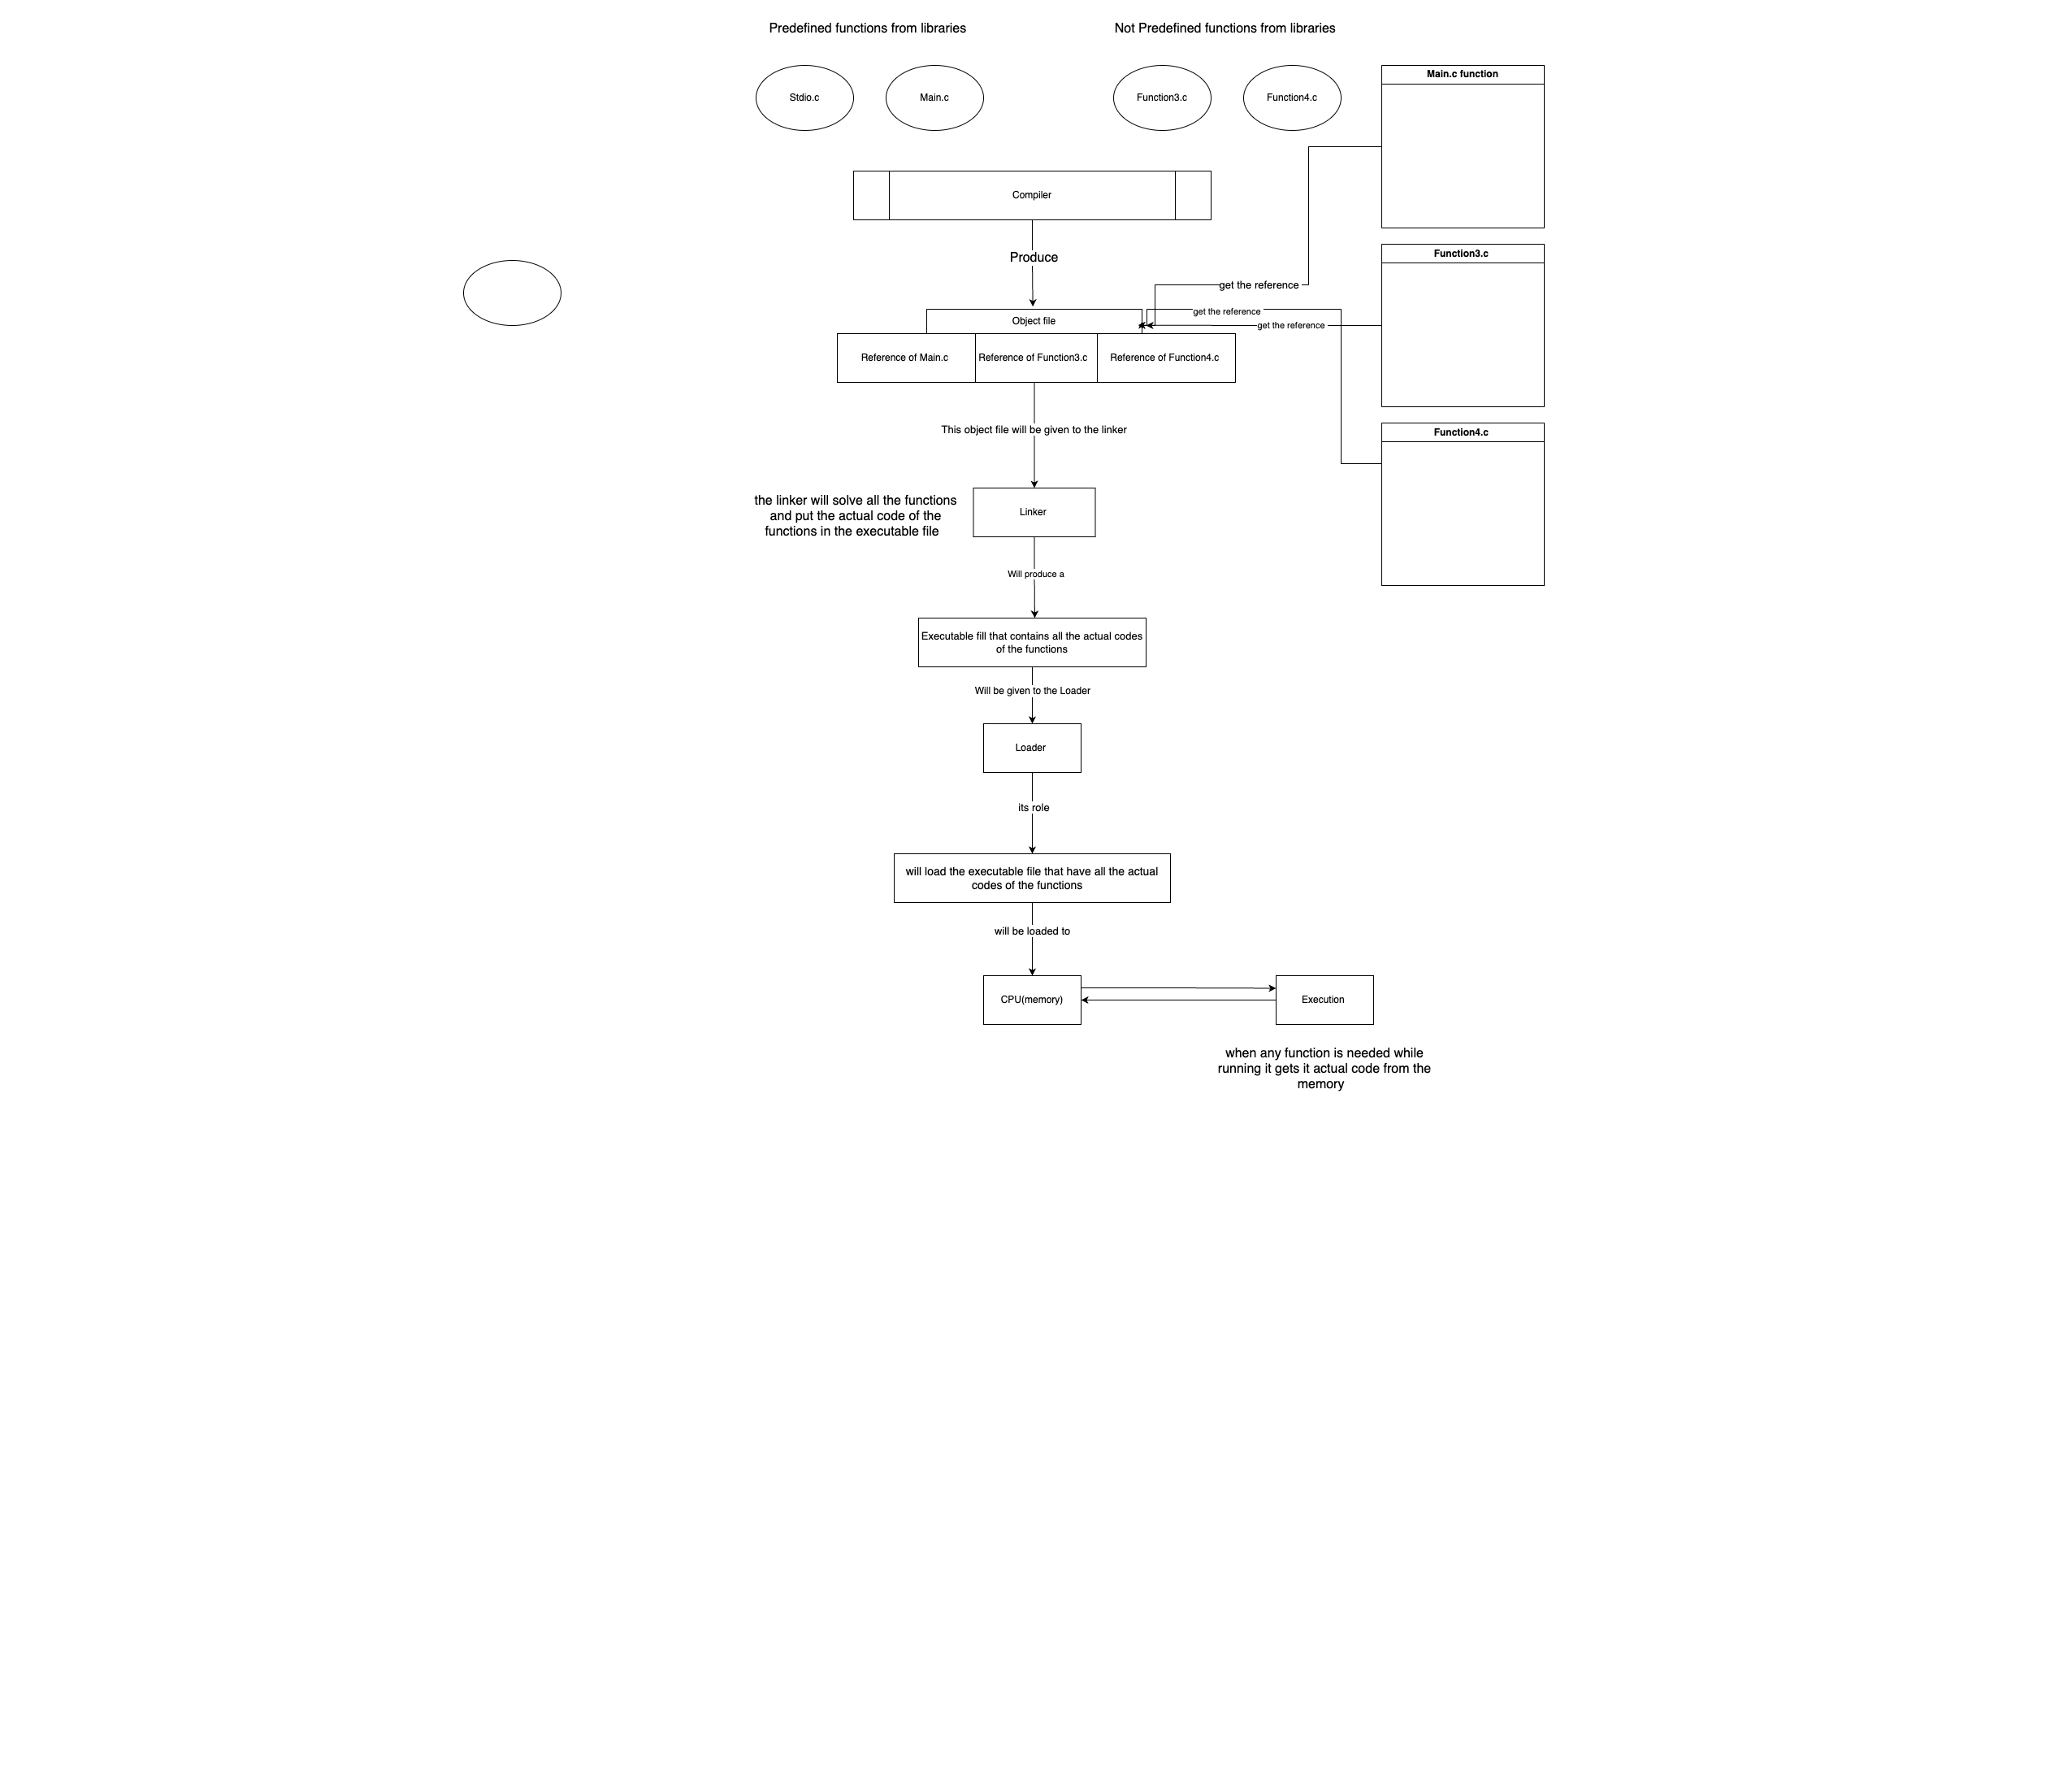 Predefined functions from libraries
Not Predefined functions from libraries
Stdio.c
Main.c
Function3.c
Function4.c
Main.c function
Compiler
Produce
Function3.c
get the reference
get the reference
get the reference
Object file
Reference of Main.c
Reference of Function3.c
Reference of Function4.c
This object file will be given to the linker
Function4.c
the linker will solve all the functions
and put the actual code of the
functions in the executable file
Linker
Will produce a
Executable fill that contains all the actual codes
of the functions
Will be given to the Loader
Loader
its role
will load the executable file that have all the actual
codes of the functions
will be loaded to
CPU(memory)
Execution
when any function is needed while
running it gets it actual code from the
memory